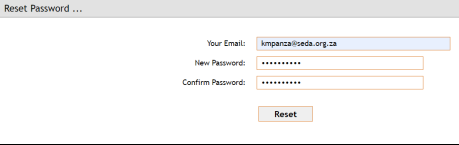 Reset Password ...
Your Email: kmpanza@seda.org.za
New Password: ••••••••••
Confirm Password: ••••••••••
Reset